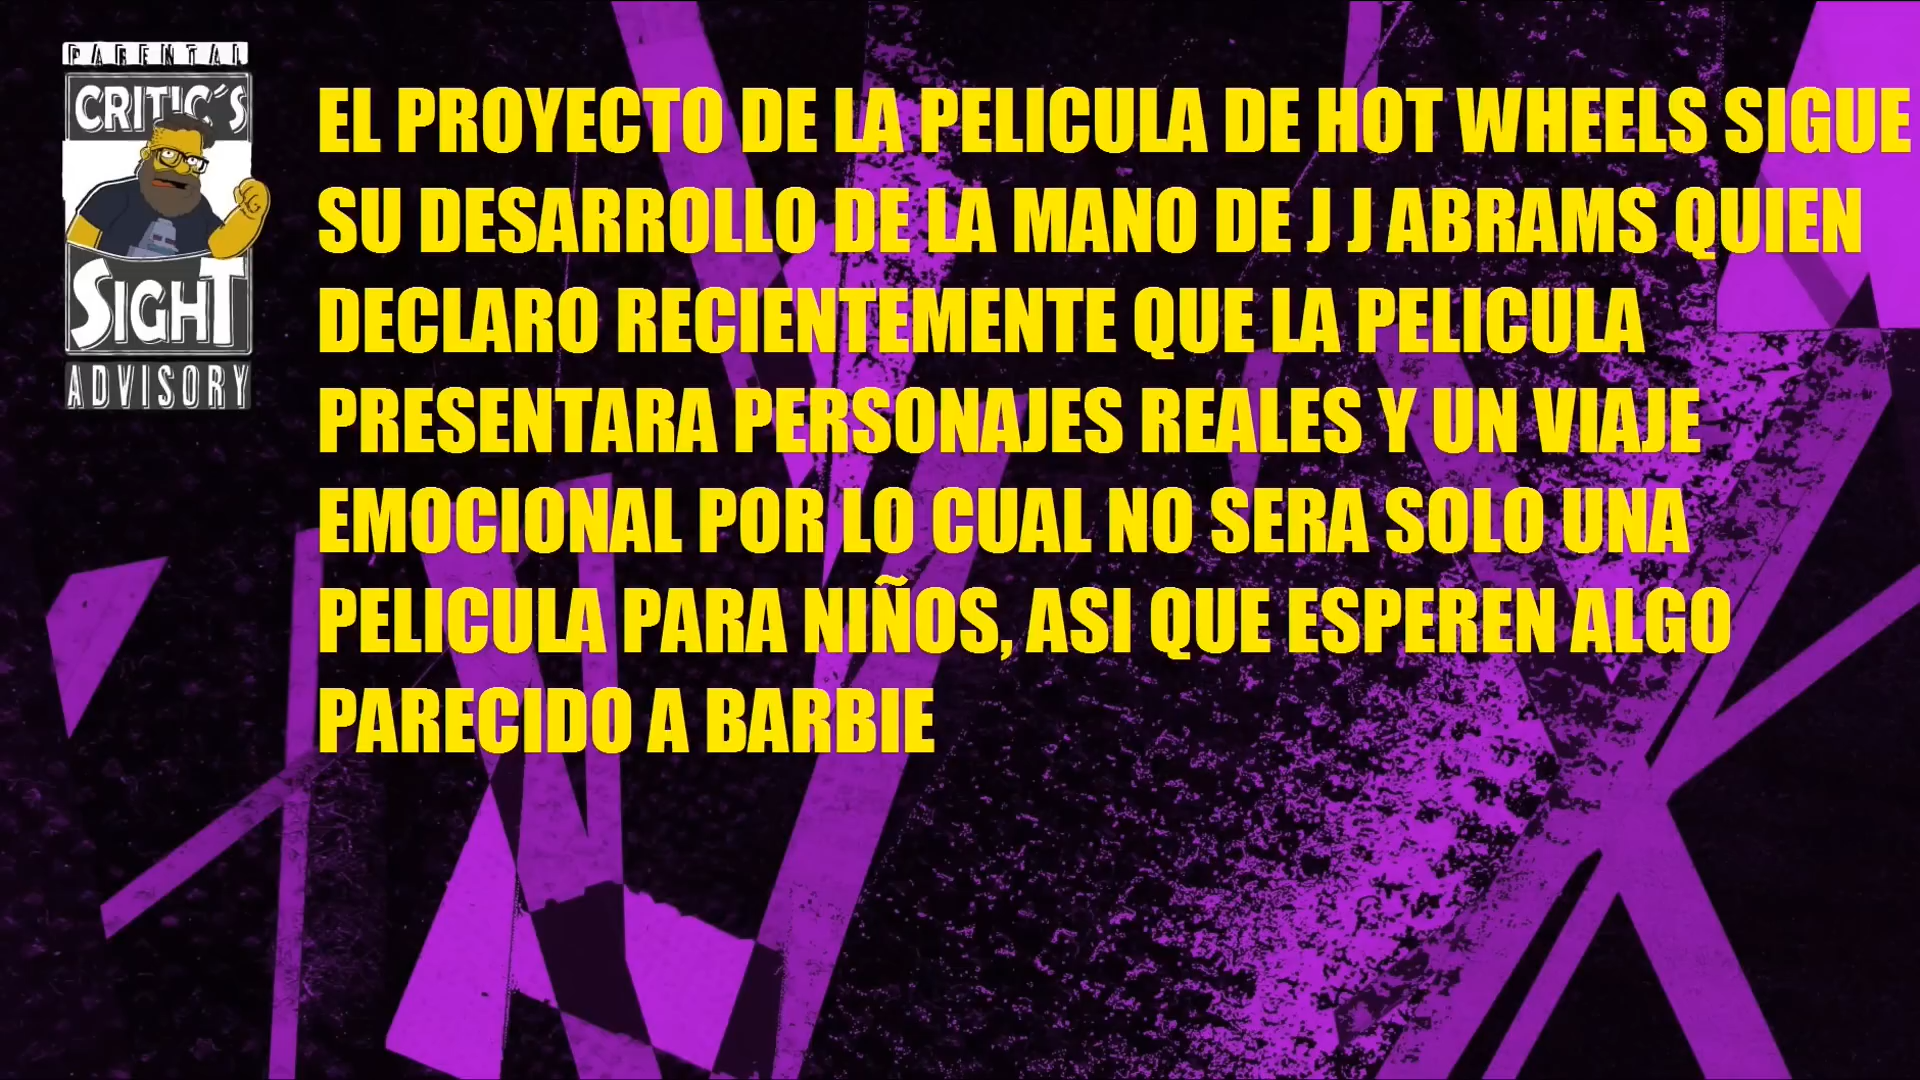 PARENTAL
CRITIC´S
SIGHT
ADVISORY
EL PROYECTO DE LA PELICULA DE HOT WHEELS SIGUE
SU DESARROLLO DE LA MANO DE J J ABRAMS QUIEN
DECLARO RECIENTEMENTE QUE LA PELICULA
PRESENTARA PERSONAJES REALES Y UN VIAJE
EMOCIONAL POR LO CUAL NO SERA SOLO UNA
PELICULA PARA NIÑOS, ASI QUE ESPEREN ALGO
PARECIDO A BARBIE